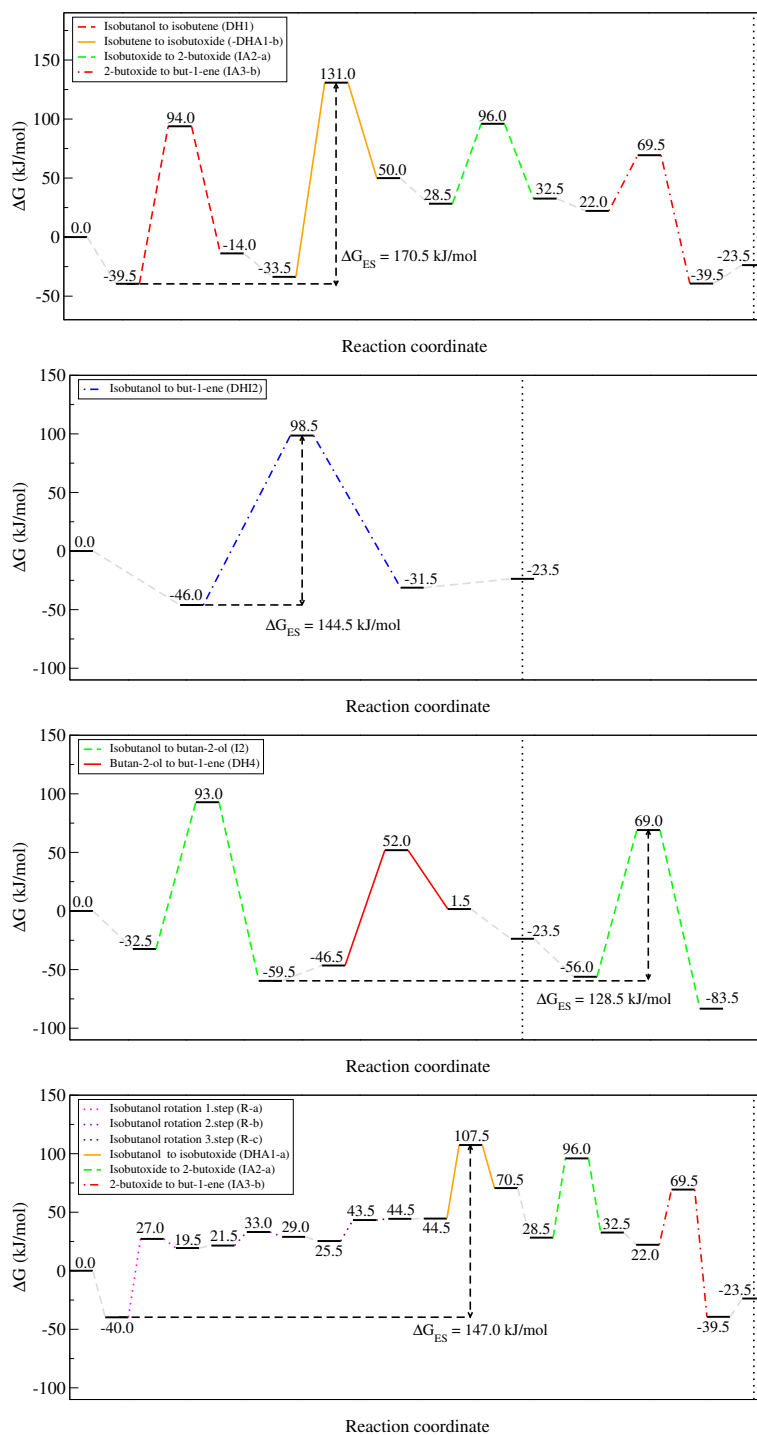 Isobutanol to isobutene (DH1)
Isobutene to isobutoxide (-DHA1-b)
Isobutoxide to 2-butoxide (IA2-a)
2-butoxide to but-1-ene (IA3-b)
150
100
50
0
-50
ΔG (kJ/mol)
0.0
-39.5
94.0
-14.0
-33.5
131.0
50.0
28.5
96.0
32.5
22.0
69.5
-39.5
-23.5
ΔG_ES = 170.5 kJ/mol
Reaction coordinate
Isobutanol to but-1-ene (DHI2)
150
100
50
0
-50
-100
ΔG (kJ/mol)
0.0
-46.0
98.5
-31.5
-23.5
ΔG_ES = 144.5 kJ/mol
Reaction coordinate
Isobutanol to butan-2-ol (I2)
Butan-2-ol to but-1-ene (DH4)
150
100
50
0
-50
-100
ΔG (kJ/mol)
0.0
-32.5
93.0
-59.5
-46.5
52.0
1.5
-23.5
-56.0
69.0
-83.5
ΔG_ES = 128.5 kJ/mol
Reaction coordinate
Isobutanol rotation 1.step (R-a)
Isobutanol rotation 2.step (R-b)
Isobutanol rotation 3.step (R-c)
Isobutanol to isobutoxide (DHA1-a)
Isobutoxide to 2-butoxide (IA2-a)
2-butoxide to but-1-ene (IA3-b)
150
100
50
0
-50
-100
ΔG (kJ/mol)
0.0
-40.0
27.0
19.5
21.5
33.0
29.0
25.5
43.5
44.5
44.5
107.5
70.5
28.5
96.0
32.5
22.0
69.5
-39.5
-23.5
ΔG_ES = 147.0 kJ/mol
Reaction coordinate